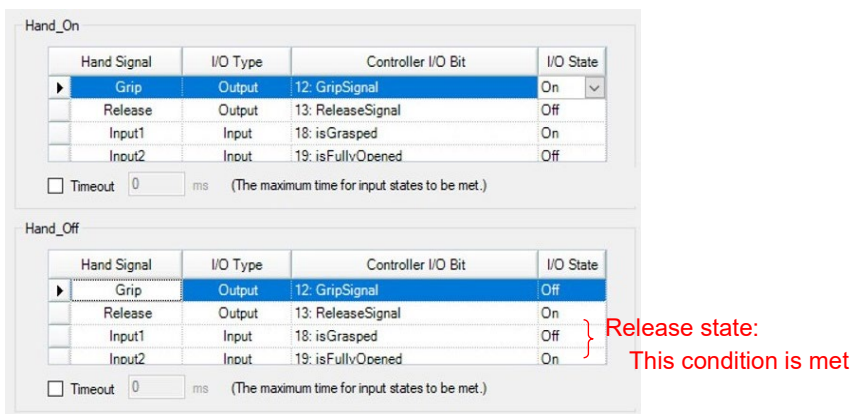 Hand_On
Hand Signal I/O Type Controller I/O Bit I/O State
Grip Output 12: GripSignal On
Release Output 13: ReleaseSignal Off
Input1 Input 18: isGrasped On
Input2 Input 19: isFullyOpened Off
Timeout 0 ms (The maximum time for input states to be met.)
Hand_Off
Hand Signal I/O Type Controller I/O Bit I/O State
Grip Output 12: GripSignal Off
Release Output 13: ReleaseSignal On
Input1 Input 18: isGrasped Off
Input2 Input 19: isFullyOpened On
Release state:
This condition is met
Timeout 0 ms (The maximum time for input states to be met.)